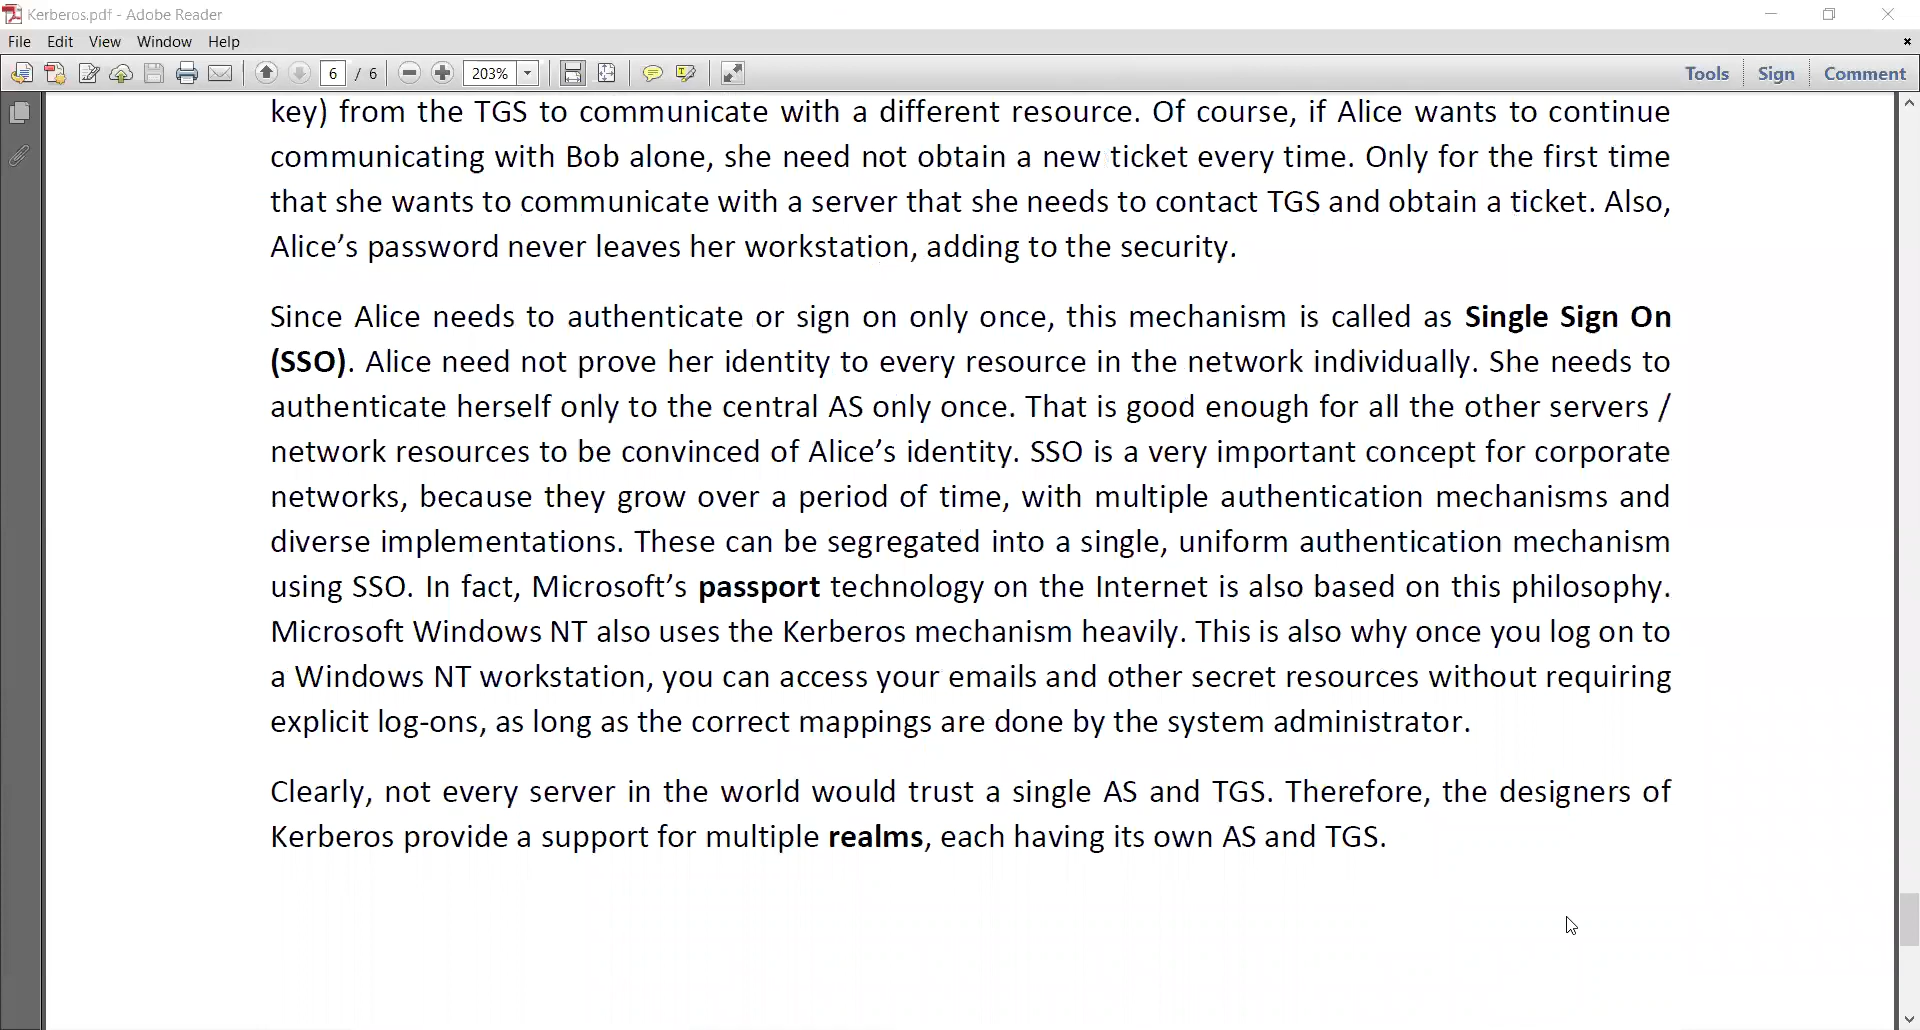 Kerberos.pdf - Adobe Reader
File Edit View Window Help
6 / 6 203% Tools Sign Comment
key) from the TGS to communicate with a different resource. Of course, if Alice wants to continue
communicating with Bob alone, she need not obtain a new ticket every time. Only for the first time
that she wants to communicate with a server that she needs to contact TGS and obtain a ticket. Also,
Alice’s password never leaves her workstation, adding to the security.
Since Alice needs to authenticate or sign on only once, this mechanism is called as Single Sign On
(SSO). Alice need not prove her identity to every resource in the network individually. She needs to
authenticate herself only to the central AS only once. That is good enough for all the other servers /
network resources to be convinced of Alice’s identity. SSO is a very important concept for corporate
networks, because they grow over a period of time, with multiple authentication mechanisms and
diverse implementations. These can be segregated into a single, uniform authentication mechanism
using SSO. In fact, Microsoft’s passport technology on the Internet is also based on this philosophy.
Microsoft Windows NT also uses the Kerberos mechanism heavily. This is also why once you log on to
a Windows NT workstation, you can access your emails and other secret resources without requiring
explicit log-ons, as long as the correct mappings are done by the system administrator.
Clearly, not every server in the world would trust a single AS and TGS. Therefore, the designers of
Kerberos provide a support for multiple realms, each having its own AS and TGS.